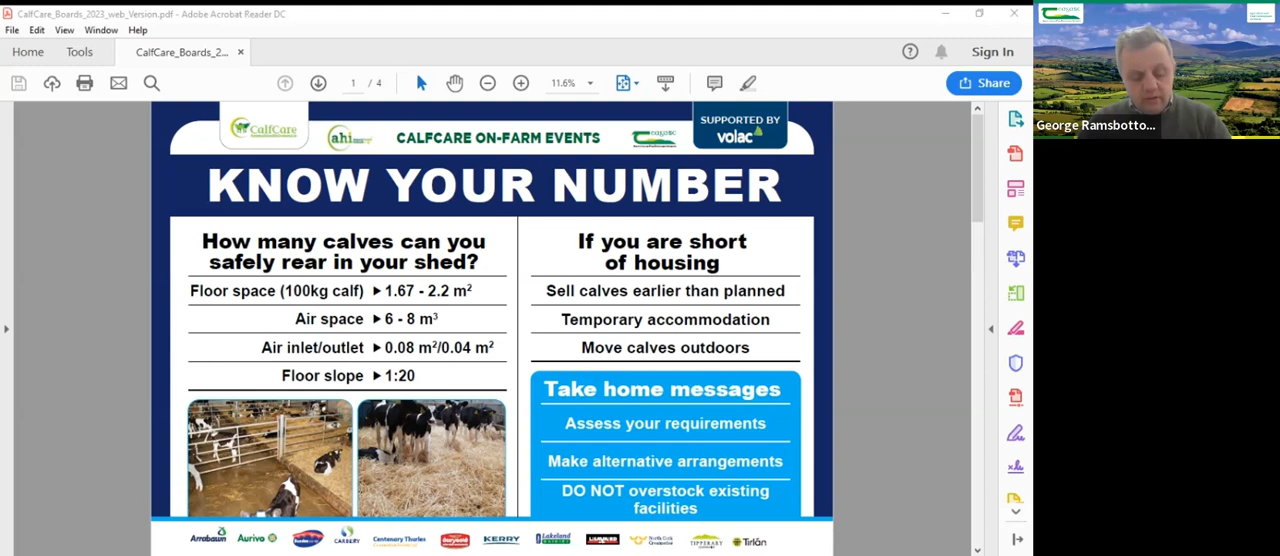 CalfCare_Boards_2023_web_Version.pdf - Adobe Acrobat Reader DC
File Edit View Window Help
Home Tools CalfCare_Boards_2... ×
Sign In
1 / 4
11.6%
Share
CalfCare
ahi
CALFCARE ON-FARM EVENTS
Teagasc
SUPPORTED BY
volac
KNOW YOUR NUMBER
How many calves can you
safely rear in your shed?
Floor space (100kg calf) ▶ 1.67 - 2.2 m²
Air space ▶ 6 - 8 m³
Air inlet/outlet ▶ 0.08 m²/0.04 m²
Floor slope ▶ 1:20
If you are short
of housing
Sell calves earlier than planned
Temporary accommodation
Move calves outdoors
Take home messages
Assess your requirements
Make alternative arrangements
DO NOT overstock existing
facilities
Arrabawn Aurivo CARBERY Centenary Thurles Dairygold KERRY Lakeland TIPPERARY Tirlán
George Ramsbotto...